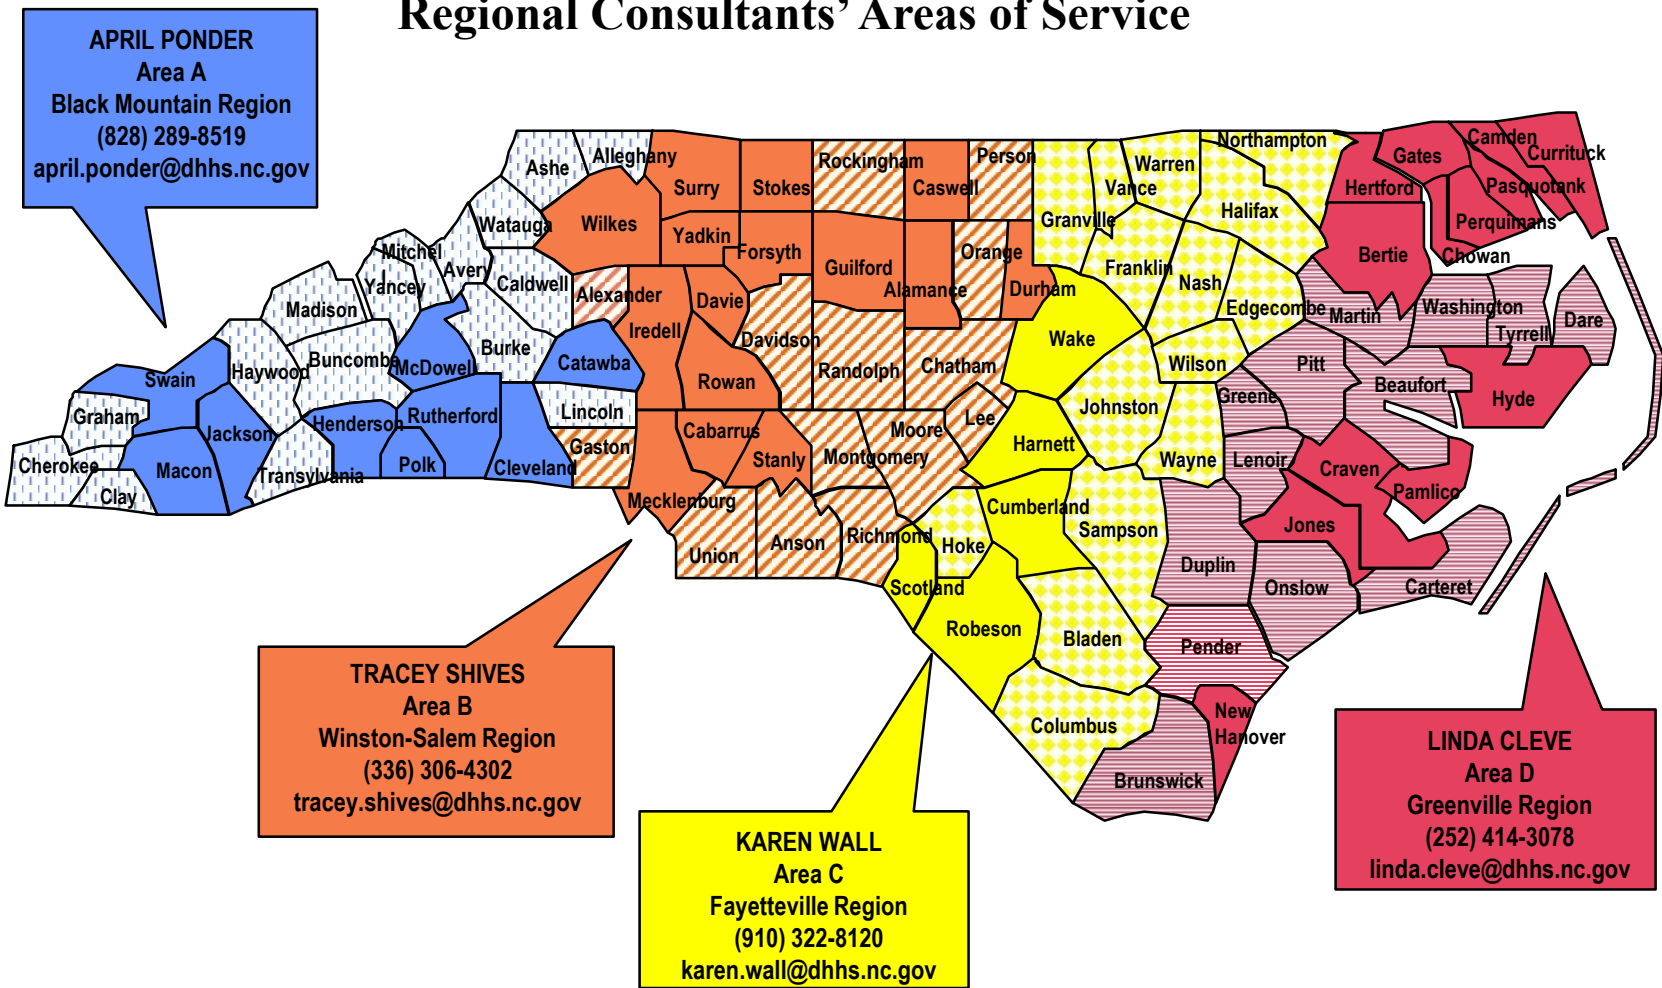 Regional Consultants’ Areas of Service
APRIL PONDER
Area A
Black Mountain Region
(828) 289-8519
april.ponder@dhhs.nc.gov
Northampton
Camden
Alleghany
Rockingham
Person
Warren
Gates
Currituck
Ashe
Surry
Stokes
Caswell
Vance
Hertford
Pasquotank
Watauga
Wilkes
Granville
Halifax
Perquimans
Yadkin
Forsyth
Orange
Mitchel
Avery
Guilford
Franklin
Bertie
Chowan
Yancey
Caldwell
Alexander
Davie
Alamance
Durham
Nash
Edgecombe
Washington
Madison
Iredell
Martin
Tyrrell
Dare
Burke
Davidson
Wake
Buncombe
McDowell
Catawba
Chatham
Wilson
Pitt
Swain
Haywood
Rowan
Randolph
Beaufort
Graham
Rutherford
Lincoln
Johnston
Greene
Hyde
Jackson
Henderson
Cabarrus
Moore
Lee
Harnett
Gaston
Cherokee
Macon
Transylvania
Polk
Cleveland
Stanly
Montgomery
Wayne
Lenoir
Craven
Clay
Mecklenburg
Cumberland
Sampson
Pamlico
Jones
Union
Anson
Richmond
Hoke
Duplin
Scotland
Onslow
Carteret
Robeson
Bladen
Pender
Columbus
New
Hanover
Brunswick
TRACEY SHIVES
Area B
Winston-Salem Region
(336) 306-4302
tracey.shives@dhhs.nc.gov
KAREN WALL
Area C
Fayetteville Region
(910) 322-8120
karen.wall@dhhs.nc.gov
LINDA CLEVE
Area D
Greenville Region
(252) 414-3078
linda.cleve@dhhs.nc.gov